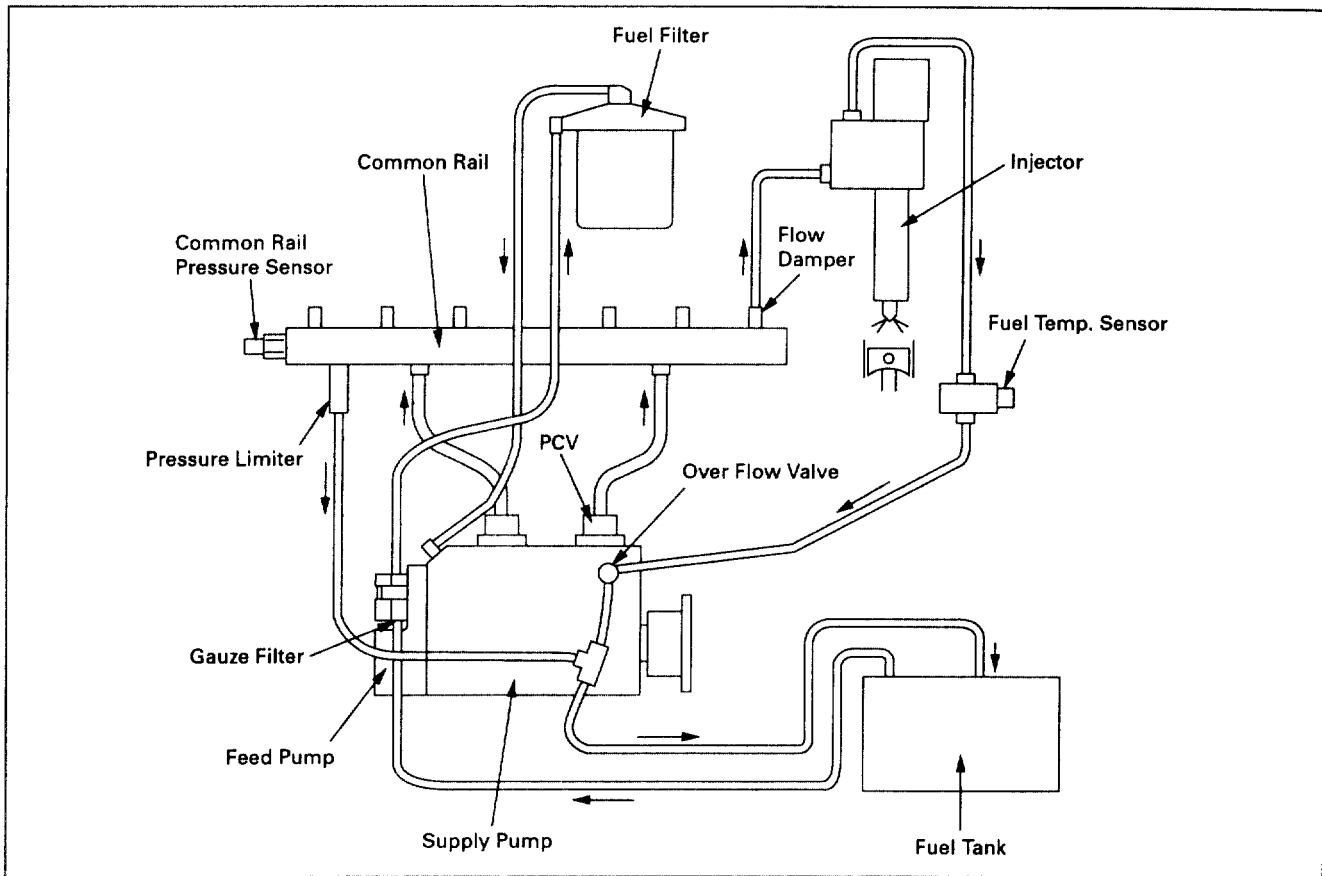 Fuel Filter
Common Rail
Injector
Common Rail
Pressure Sensor
Flow
Damper
Fuel Temp. Sensor
Pressure Limiter
PCV
Over Flow Valve
Gauze Filter
Feed Pump
Supply Pump
Fuel Tank